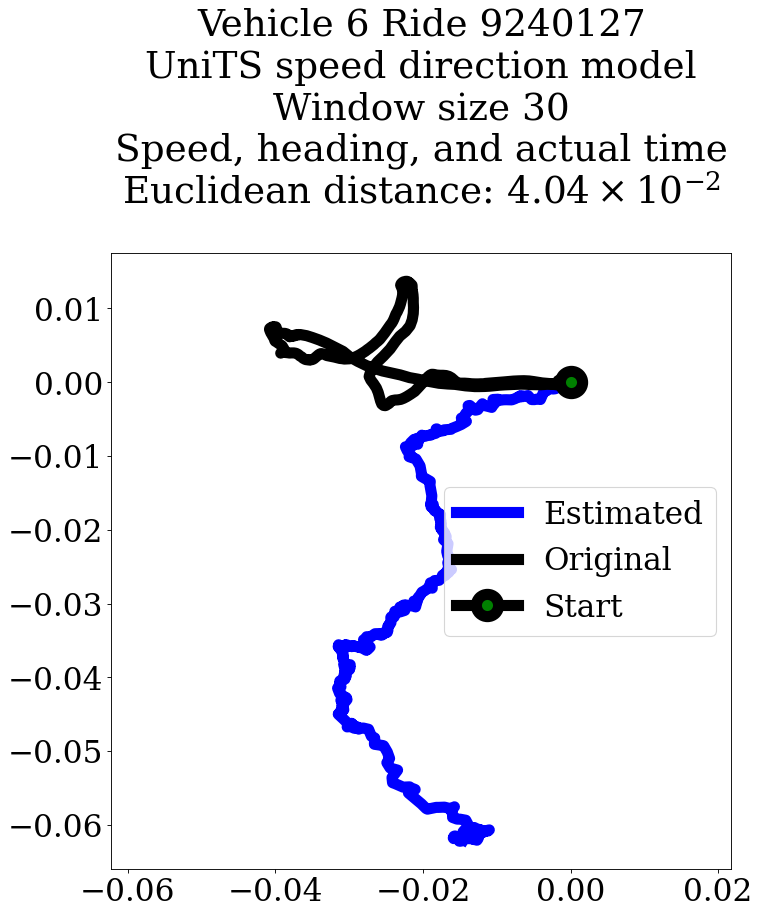 Vehicle 6 Ride 9240127
UniTS speed direction model
Window size 30
Speed, heading, and actual time
Euclidean distance: 4.04 × 10⁻²
0.01
0.00
−0.01
−0.02
−0.03
−0.04
−0.05
−0.06
Estimated
Original
Start
−0.06 −0.04 −0.02 0.00 0.02